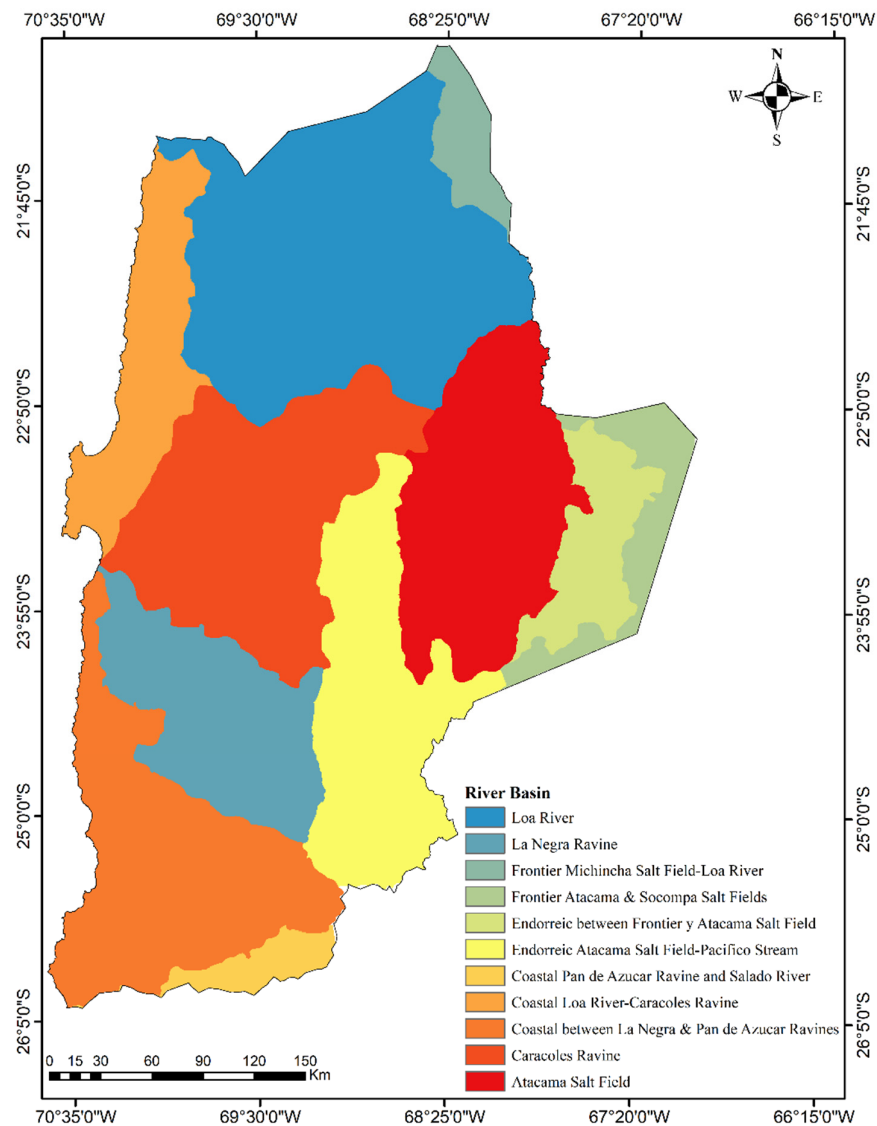 70°35'0"W 69°30'0"W 68°25'0"W 67°20'0"W 66°15'0"W
N
W E
S
21°45'0"S 21°45'0"S
22°50'0"S 22°50'0"S
23°55'0"S 23°55'0"S
25°0'0"S 25°0'0"S
26°5'0"S 26°5'0"S
River Basin
Loa River
La Negra Ravine
Frontier Michincha Salt Field-Loa River
Frontier Atacama & Socompa Salt Fields
Endorreic between Frontier y Atacama Salt Field
Endorreic Atacama Salt Field-Pacifico Stream
Coastal Pan de Azucar Ravine and Salado River
Coastal Loa River-Caracoles Ravine
Coastal between La Negra & Pan de Azucar Ravines
Caracoles Ravine
Atacama Salt Field
0 15 30 60 90 120 150
Km
70°35'0"W 69°30'0"W 68°25'0"W 67°20'0"W 66°15'0"W